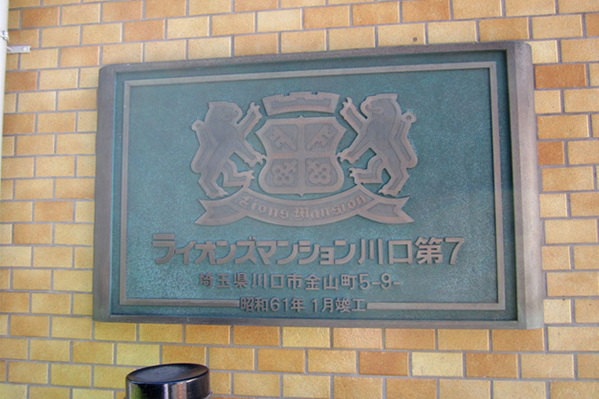 Lions Mansion
ライオンズマンション川口第7
埼玉県川口市金山町5-9-
昭和61年1月竣工